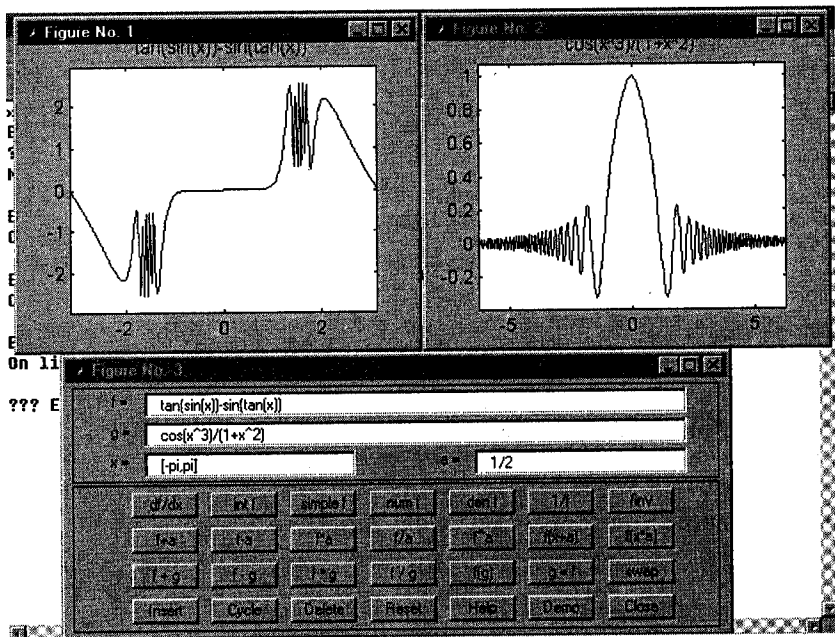 Figure No. 1
tan(sin(x))-sin(tan(x))
2
1
0
-1
-2
-2 0 2
Figure No. 2
cos(x^3)/(1+x^2)
1
0.8
0.6
0.4
0.2
0
-0.2
-5 0 5
On li
??? E
Figure No. 3
f = tan(sin(x))-sin(tan(x))
g = cos(x^3)/(1+x^2)
x = [-pi,pi] a = 1/2
df/dx int f simple f num f den f 1/f finv
f+a f-a f*a f/a f^a f(x+a) f(x*a)
f+g f-g f*g f/g f(g) g=f swap
Insert Cycle Delete Reset Help Demo Close